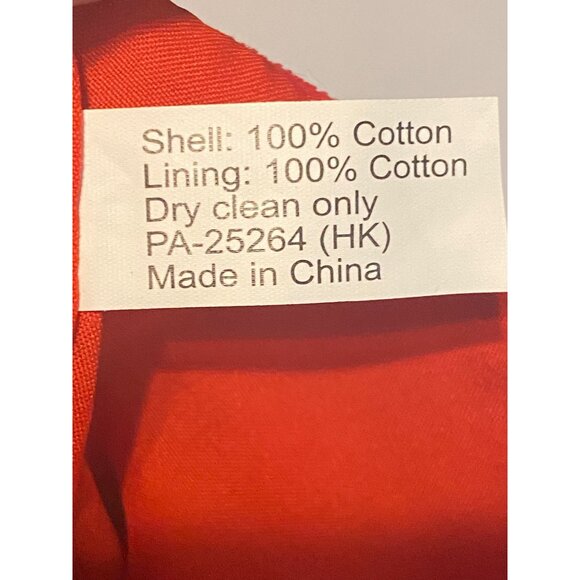 Shell: 100% Cotton
Lining: 100% Cotton
Dry clean only
PA-25264 (HK)
Made in China